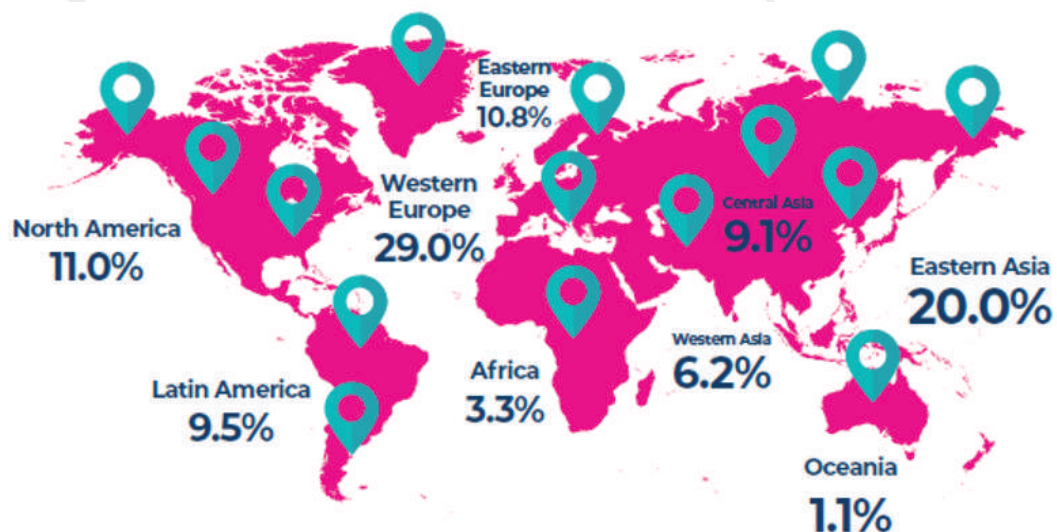 Eastern
Europe
10.8%
Western
Europe
29.0%
North America
11.0%
Central Asia
9.1%
Eastern Asia
20.0%
Western Asia
6.2%
Africa
3.3%
Latin America
9.5%
Oceania
1.1%